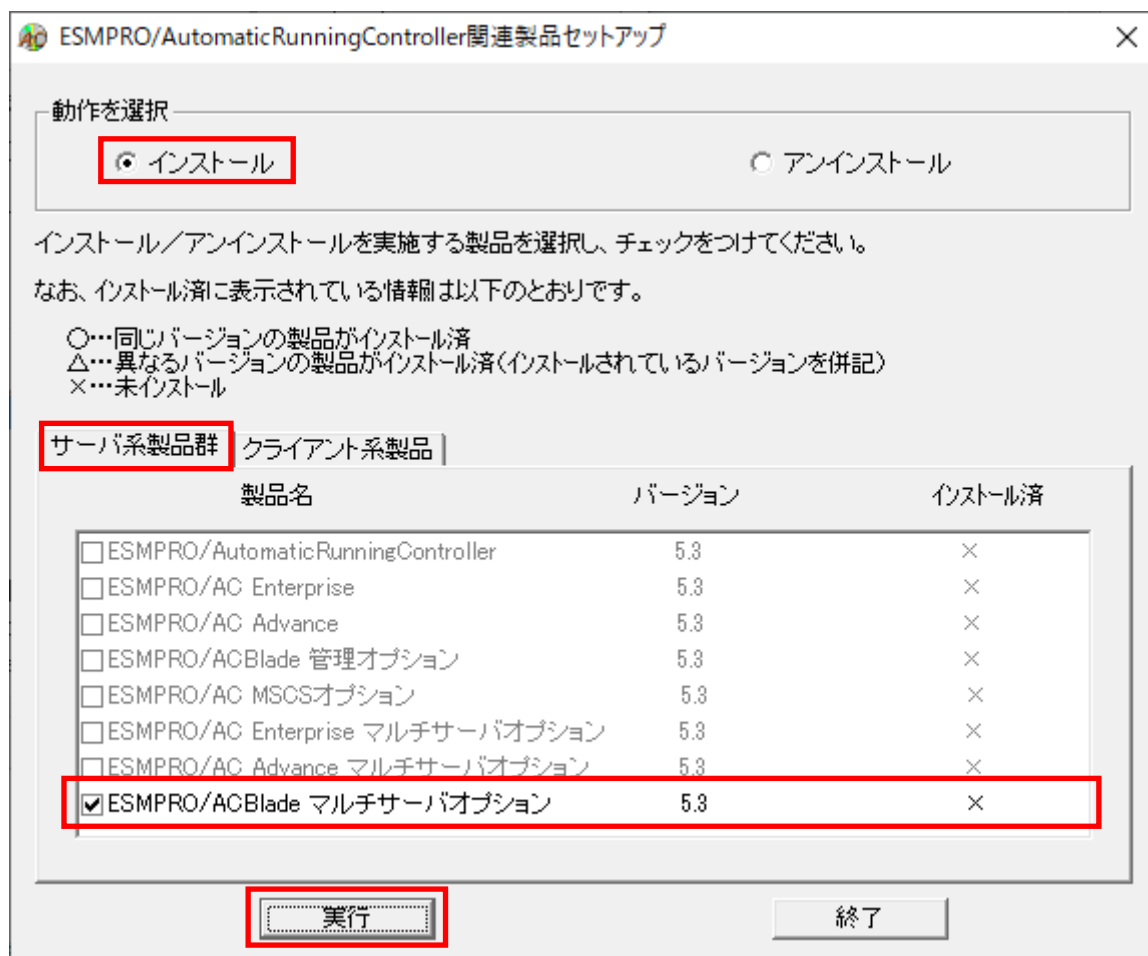 ESMPRO/AutomaticRunningController関連製品セットアップ
動作を選択
インストール
アンインストール
インストール／アンインストールを実施する製品を選択し、チェックをつけてください。
なお、インストール済に表示されている情報は以下のとおりです。
○…同じバージョンの製品がインストール済
△…異なるバージョンの製品がインストール済(インストールされているバージョンを併記)
×…未インストール
サーバ系製品群 クライアント系製品
製品名 バージョン インストール済
ESMPRO/AutomaticRunningController 5.3 ×
ESMPRO/AC Enterprise 5.3 ×
ESMPRO/AC Advance 5.3 ×
ESMPRO/ACBlade 管理オプション 5.3 ×
ESMPRO/AC MSCSオプション 5.3 ×
ESMPRO/AC Enterprise マルチサーバオプション 5.3 ×
ESMPRO/AC Advance マルチサーバオプション 5.3 ×
ESMPRO/ACBlade マルチサーバオプション 5.3 ×
実行
終了